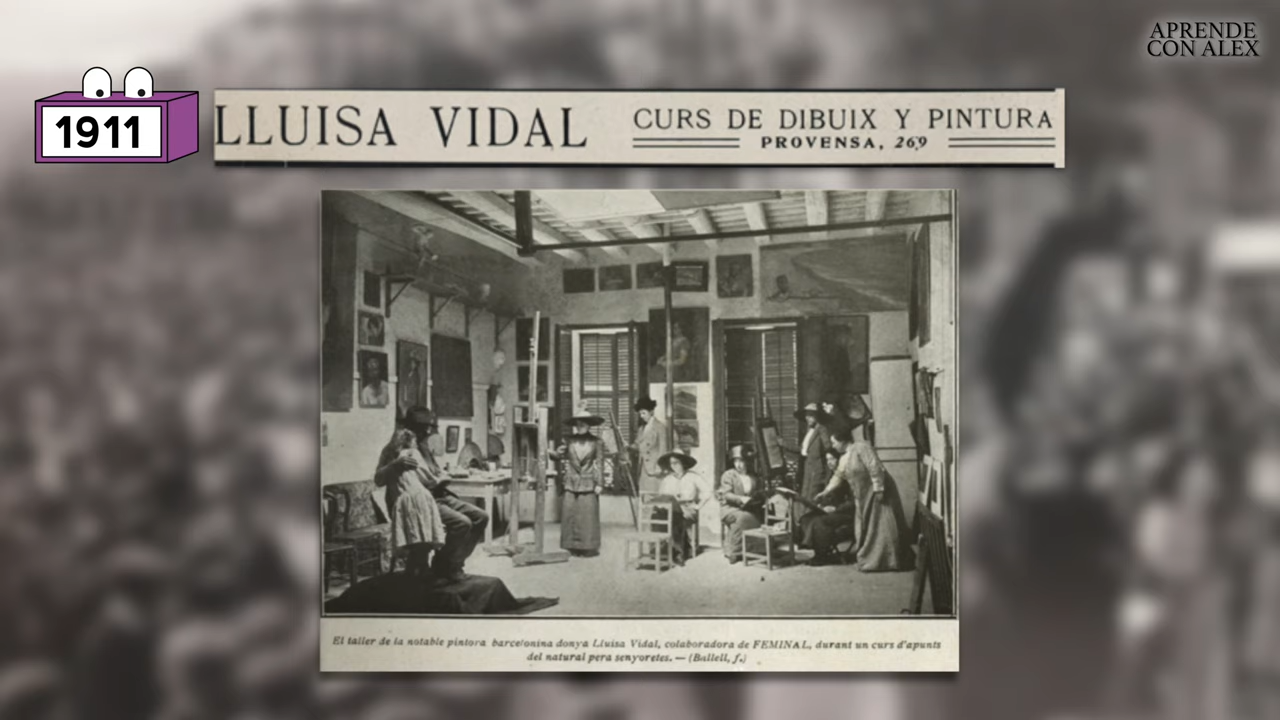 APRENDE
CON ALEX
1911
LLUISA VIDAL
CURS DE DIBUIX Y PINTURA
PROVENSA, 269
El taller de la notable pintora barcelonina donya Lluisa Vidal, colaboradora de FEMINAL, durant un curs d'apunts
del natural pera senyoretes. — (Ballell, f.)